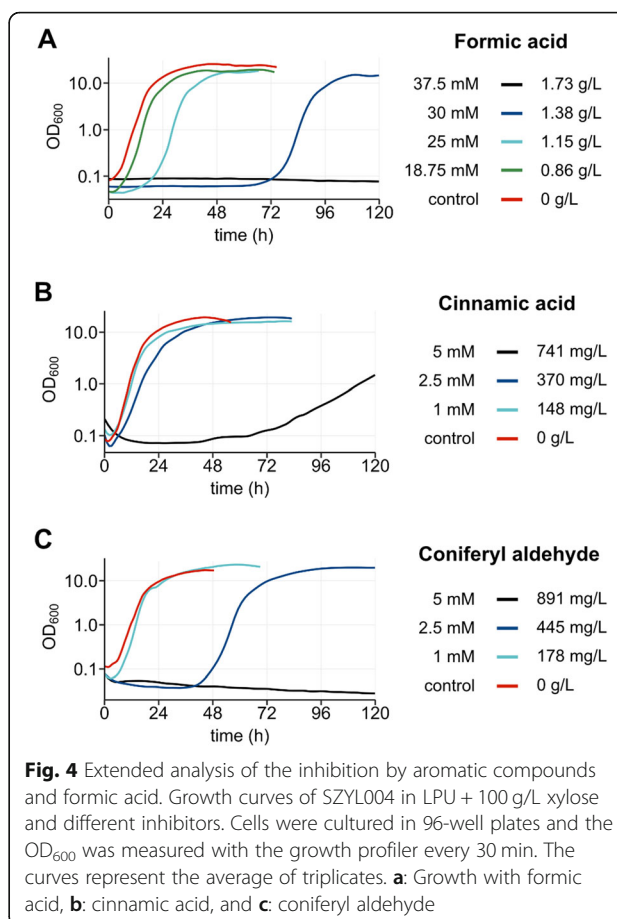 A
Formic acid
37.5 mM 1.73 g/L
30 mM 1.38 g/L
25 mM 1.15 g/L
18.75 mM 0.86 g/L
control 0 g/L
OD600
10.0
1.0
0.1
0 24 48 72 96 120
time (h)
B
Cinnamic acid
5 mM 741 mg/L
2.5 mM 370 mg/L
1 mM 148 mg/L
control 0 g/L
OD600
10.0
1.0
0.1
0 24 48 72 96 120
time (h)
C
Coniferyl aldehyde
5 mM 891 mg/L
2.5 mM 445 mg/L
1 mM 178 mg/L
control 0 g/L
OD600
10.0
1.0
0.1
0 24 48 72 96 120
time (h)
Fig. 4 Extended analysis of the inhibition by aromatic compounds
and formic acid. Growth curves of SZYL004 in LPU + 100 g/L xylose
and different inhibitors. Cells were cultured in 96-well plates and the
OD600 was measured with the growth profiler every 30 min. The
curves represent the average of triplicates. a: Growth with formic
acid, b: cinnamic acid, and c: coniferyl aldehyde